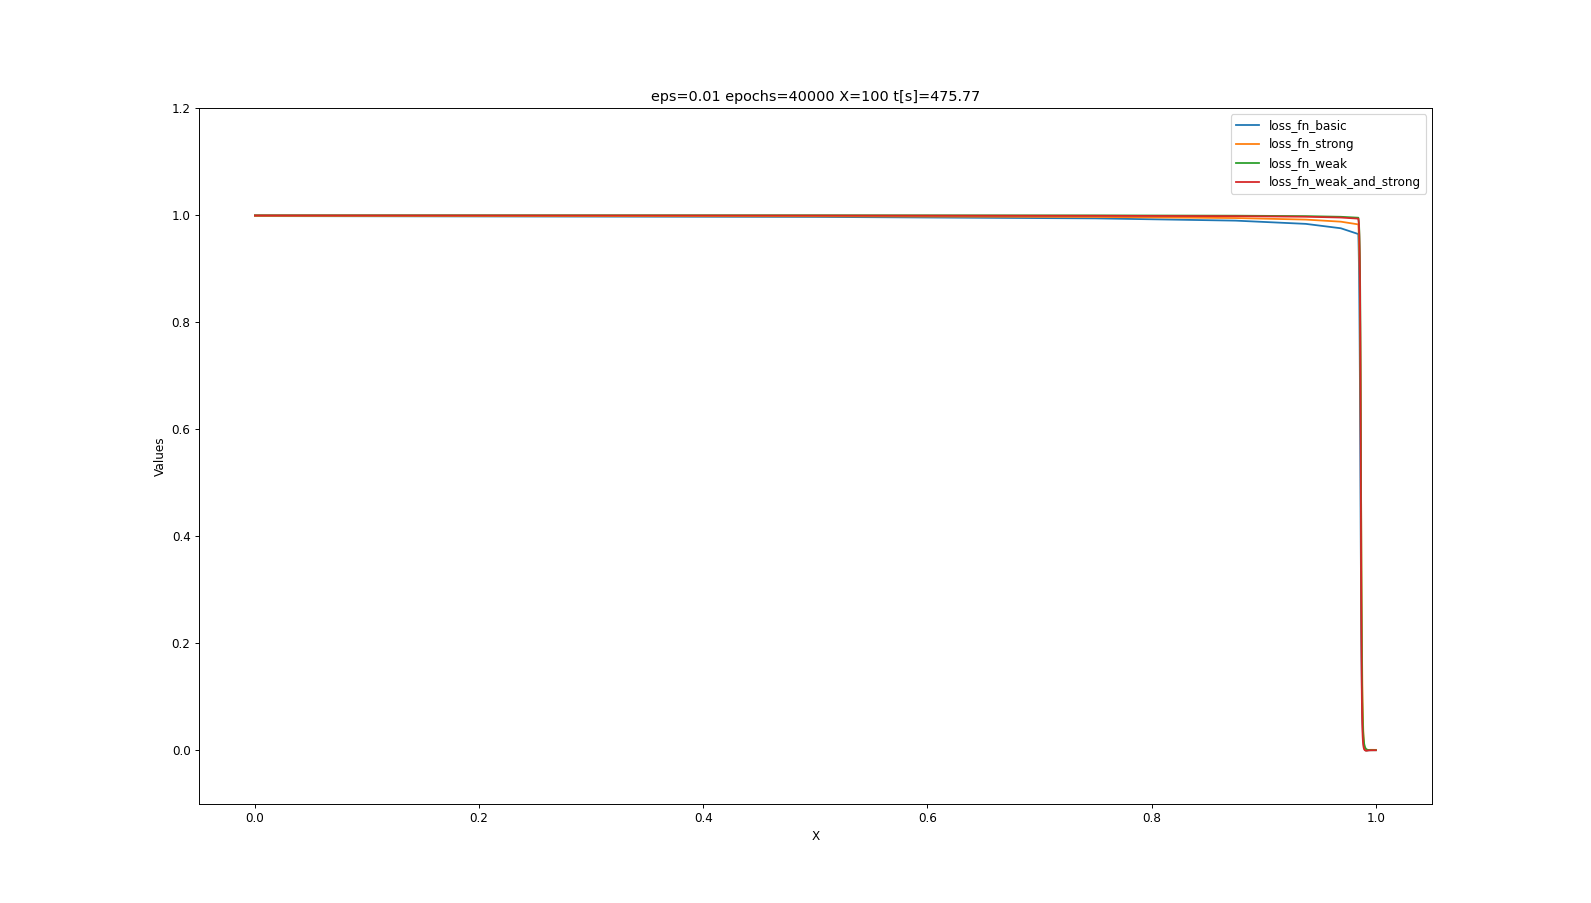 eps=0.01 epochs=40000 X=100 t[s]=475.77
1.2
1.0
0.8
0.6
0.4
0.2
0.0
Values
loss_fn_basic
loss_fn_strong
loss_fn_weak
loss_fn_weak_and_strong
0.0 0.2 0.4 0.6 0.8 1.0
X